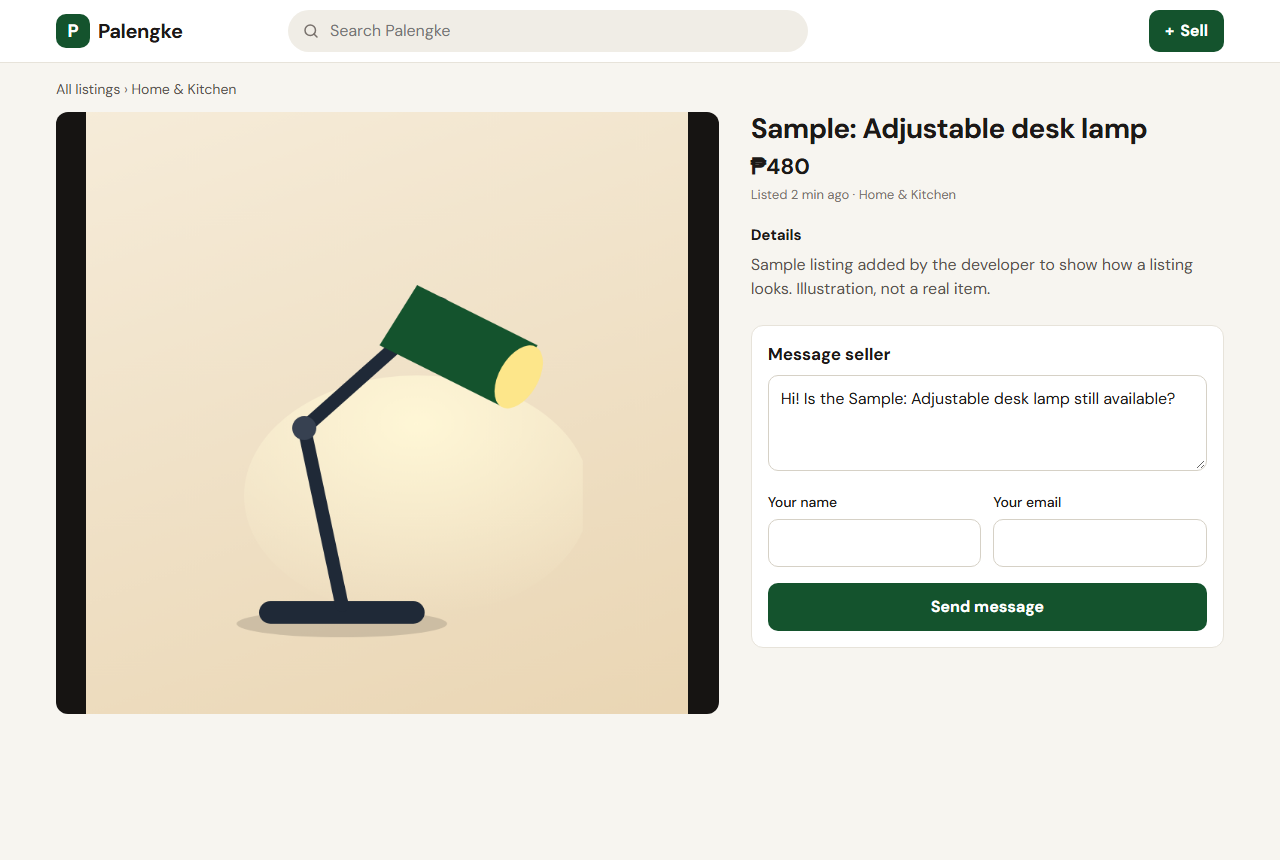 P Palengke
Search Palengke
+ Sell
All listings › Home & Kitchen
Sample: Adjustable desk lamp
₱480
Listed 2 min ago · Home & Kitchen
Details
Sample listing added by the developer to show how a listing
looks. Illustration, not a real item.
Message seller
Hi! Is the Sample: Adjustable desk lamp still available?
Your name
Your email
Send message